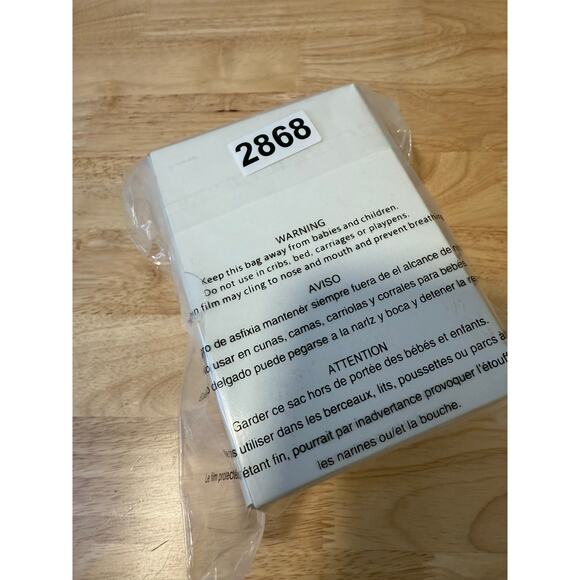 2868
WARNING
Keep this bag away from babies and children.
Do not use in cribs, bed, carriages or playpens.
film may cling to nose and mouth and prevent breathing
AVISO
de asfixia mantenér siempre fuera de el alcance de
usar en cunas, camas, carriolas y corrales para bebés.
delgado puede pegarse a la narlz y boca y detener la
ATTENTION
Garder ce sac hors de portée des bébés et enfants.
utiliser dans les berceaux, lits, poussettes ou parcs à
étant fin, pourrait par inadvertance provoquer l'étouff
les narines ou/et la bouche.
Le film